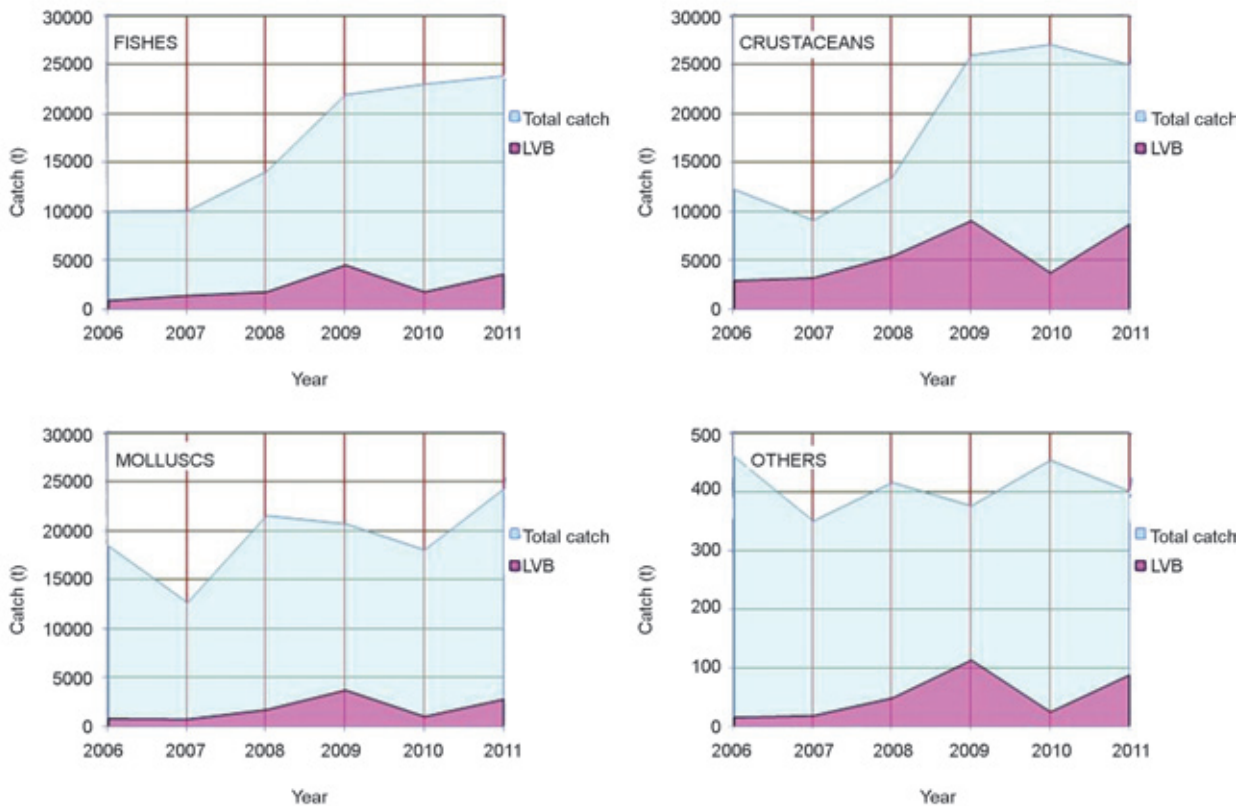 30000
25000
20000
15000
10000
5000
0
Catch (t)
FISHES
Total catch
LVB
2006 2007 2008 2009 2010 2011
Year
30000
25000
20000
15000
10000
5000
0
Catch (t)
CRUSTACEANS
Total catch
LVB
2006 2007 2008 2009 2010 2011
Year
30000
25000
20000
15000
10000
5000
0
Catch (t)
MOLLUSCS
Total catch
LVB
2006 2007 2008 2009 2010 2011
Year
500
400
300
200
100
0
Catch (t)
OTHERS
Total catch
LVB
2006 2007 2008 2009 2010 2011
Year